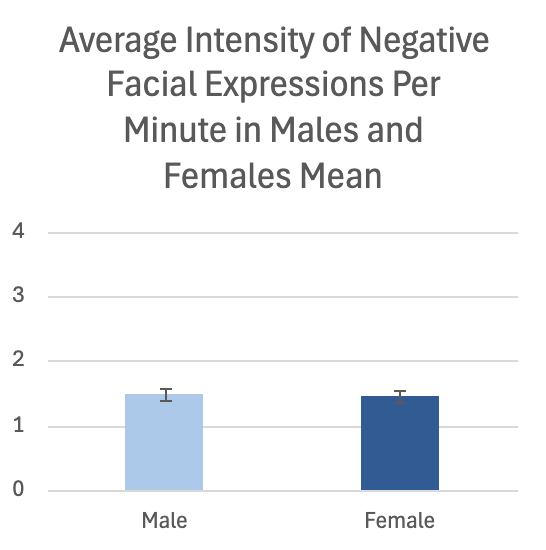 Average Intensity of Negative
Facial Expressions Per
Minute in Males and
Females Mean
4
3
2
1
0
Male
Female